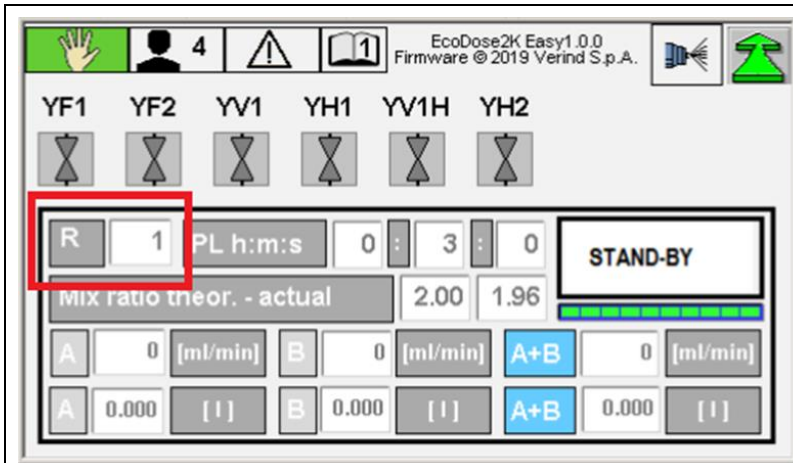 4 1 EcoDose2K Easy1.0.0
Firmware @ 2019 Verind S.p.A.
YF1 YF2 YV1 YH1 YV1H YH2
R 1 PL h:m:s 0 : 3 : 0 STAND-BY
Mix ratio theor. - actual 2.00 1.96
A 0 [ml/min] B 0 [ml/min] A+B 0 [ml/min]
A 0.000 [l] B 0.000 [l] A+B 0.000 [l]